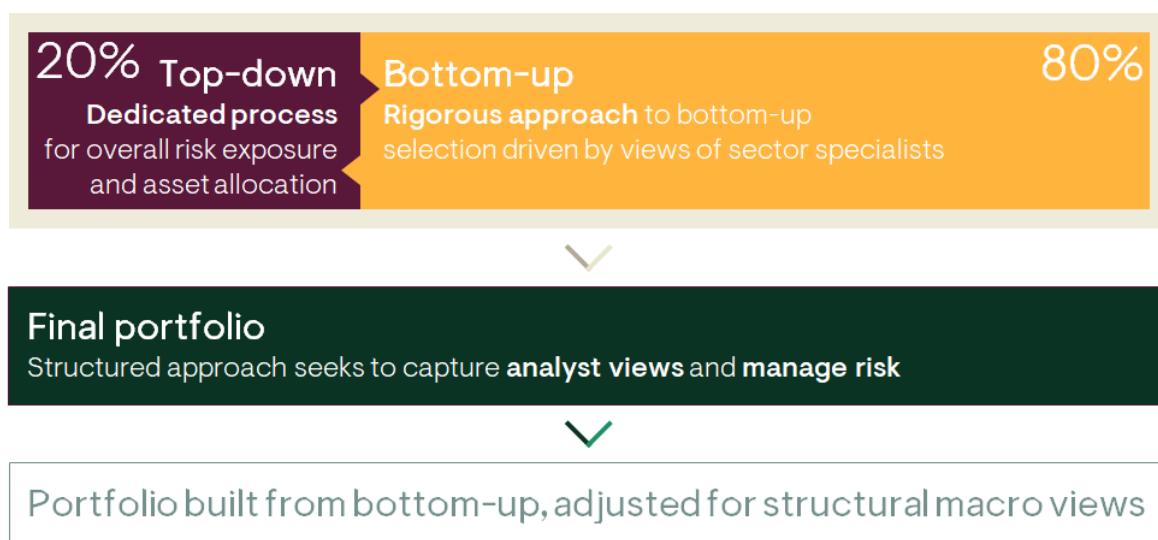 20% Top-down
Dedicated process
for overall risk exposure
and asset allocation
Bottom-up 80%
Rigorous approach to bottom-up
selection driven by views of sector specialists
Final portfolio
Structured approach seeks to capture analyst views and manage risk
Portfolio built from bottom-up, adjusted for structural macro views